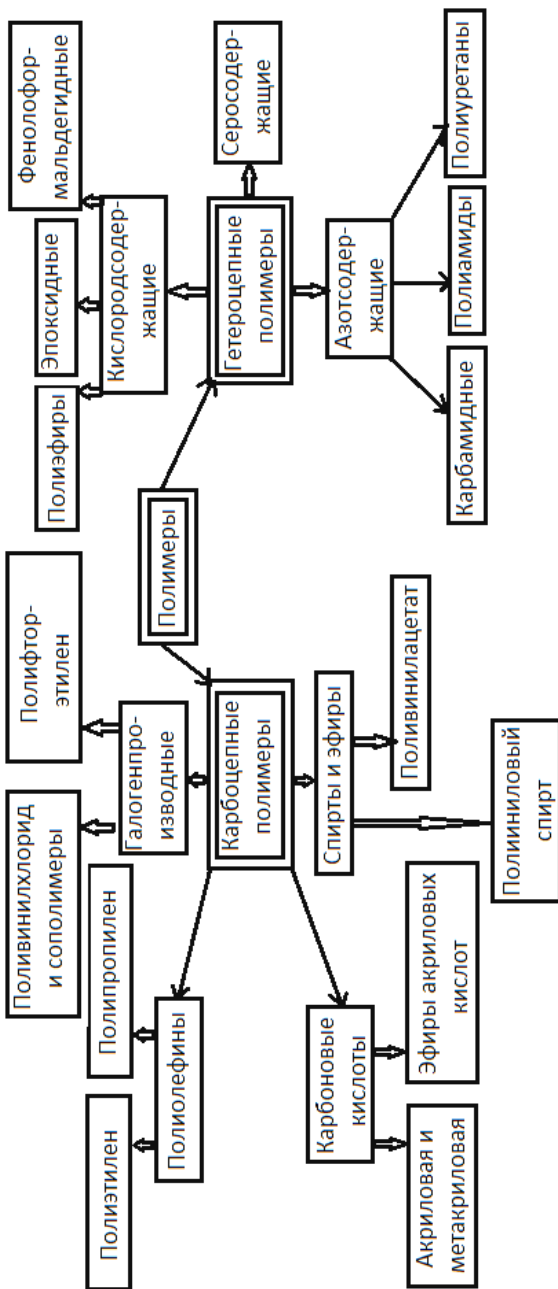 Поливинилхлорид
и сополимеры
Полифтор-
этилен
Фенолофор-
мальдегидные
Полиэфиры
Эпоксидные
Полиэтилен
Полипропилен
Галогенпро-
изводные
Кислородсодер-
жащие
Полиолефины
Полимеры
Карбоцепные
полимеры
Гетероцепные
полимеры
Серосодер-
жащие
Карбоновые
кислоты
Спирты и эфиры
Азотсодер-
жащие
Акриловая и
метакриловая
Эфиры акриловых
кислот
Поливинилацетат
Полииниловый
спирт
Карбамидные
Полиамиды
Полиуретаны